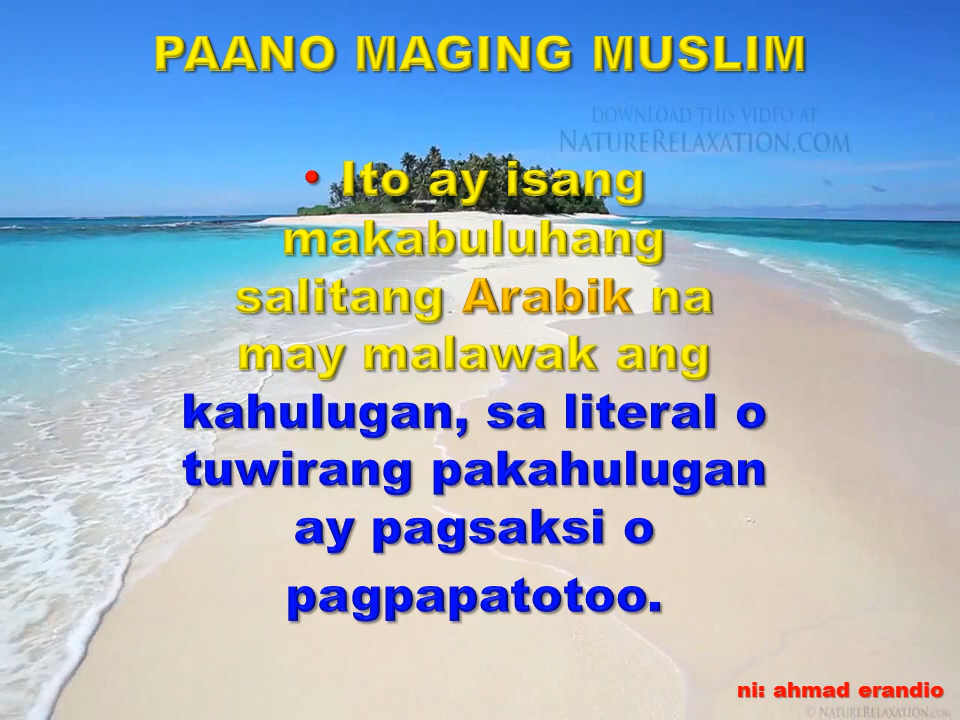 PAANO MAGING MUSLIM
DOWNLOAD THIS VIDEO AT
NATURERELAXATION.COM
• Ito ay isang
makabuluhang
salitang Arabik na
may malawak ang
kahulugan, sa literal o
tuwirang pakahulugan
ay pagsaksi o
pagpapatotoo.
ni: ahmad erandio
© NATURERELAXATION.COM